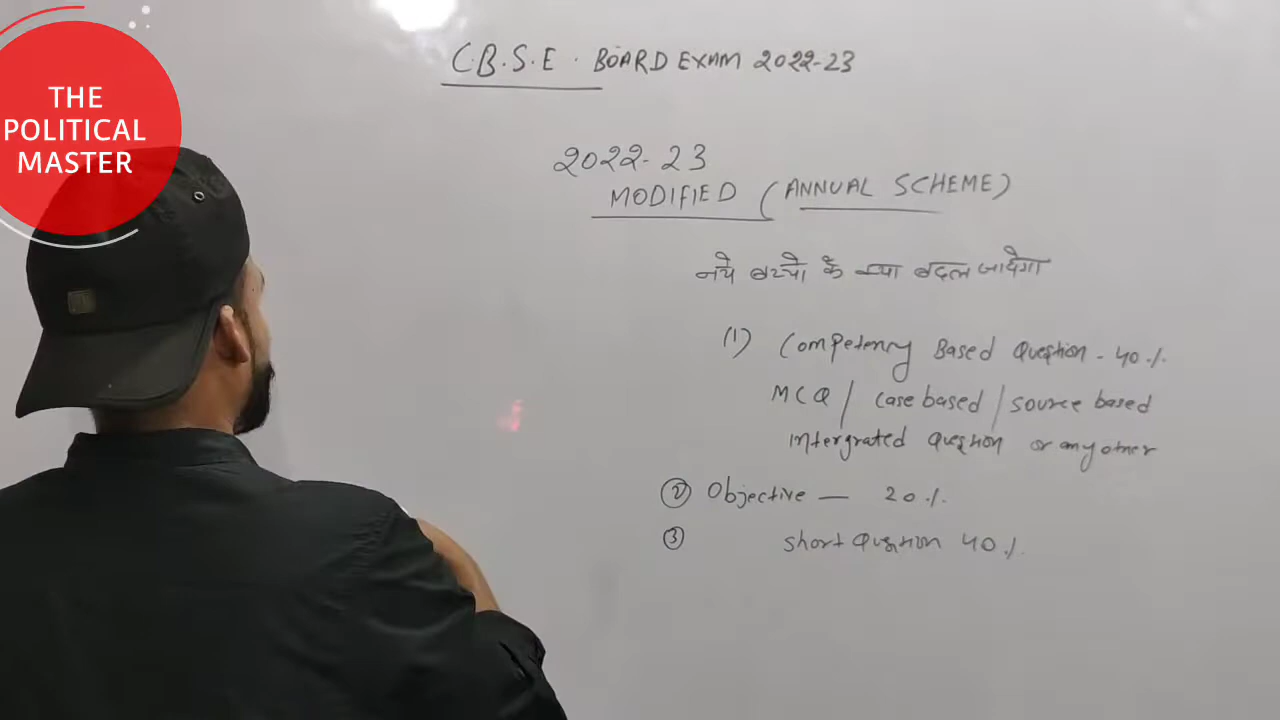 THE
POLITICAL
MASTER
C.B.S.E. BOARD EXAM 2022-23
2022-23
MODIFIED (ANNUAL SCHEME)
नये बच्चो के क्या बदल जायेगा
(1) Competency Based Question - 40%
MCQ / case based / source based
intergrated question or any other
② Objective — 20%
③ short Question 40%